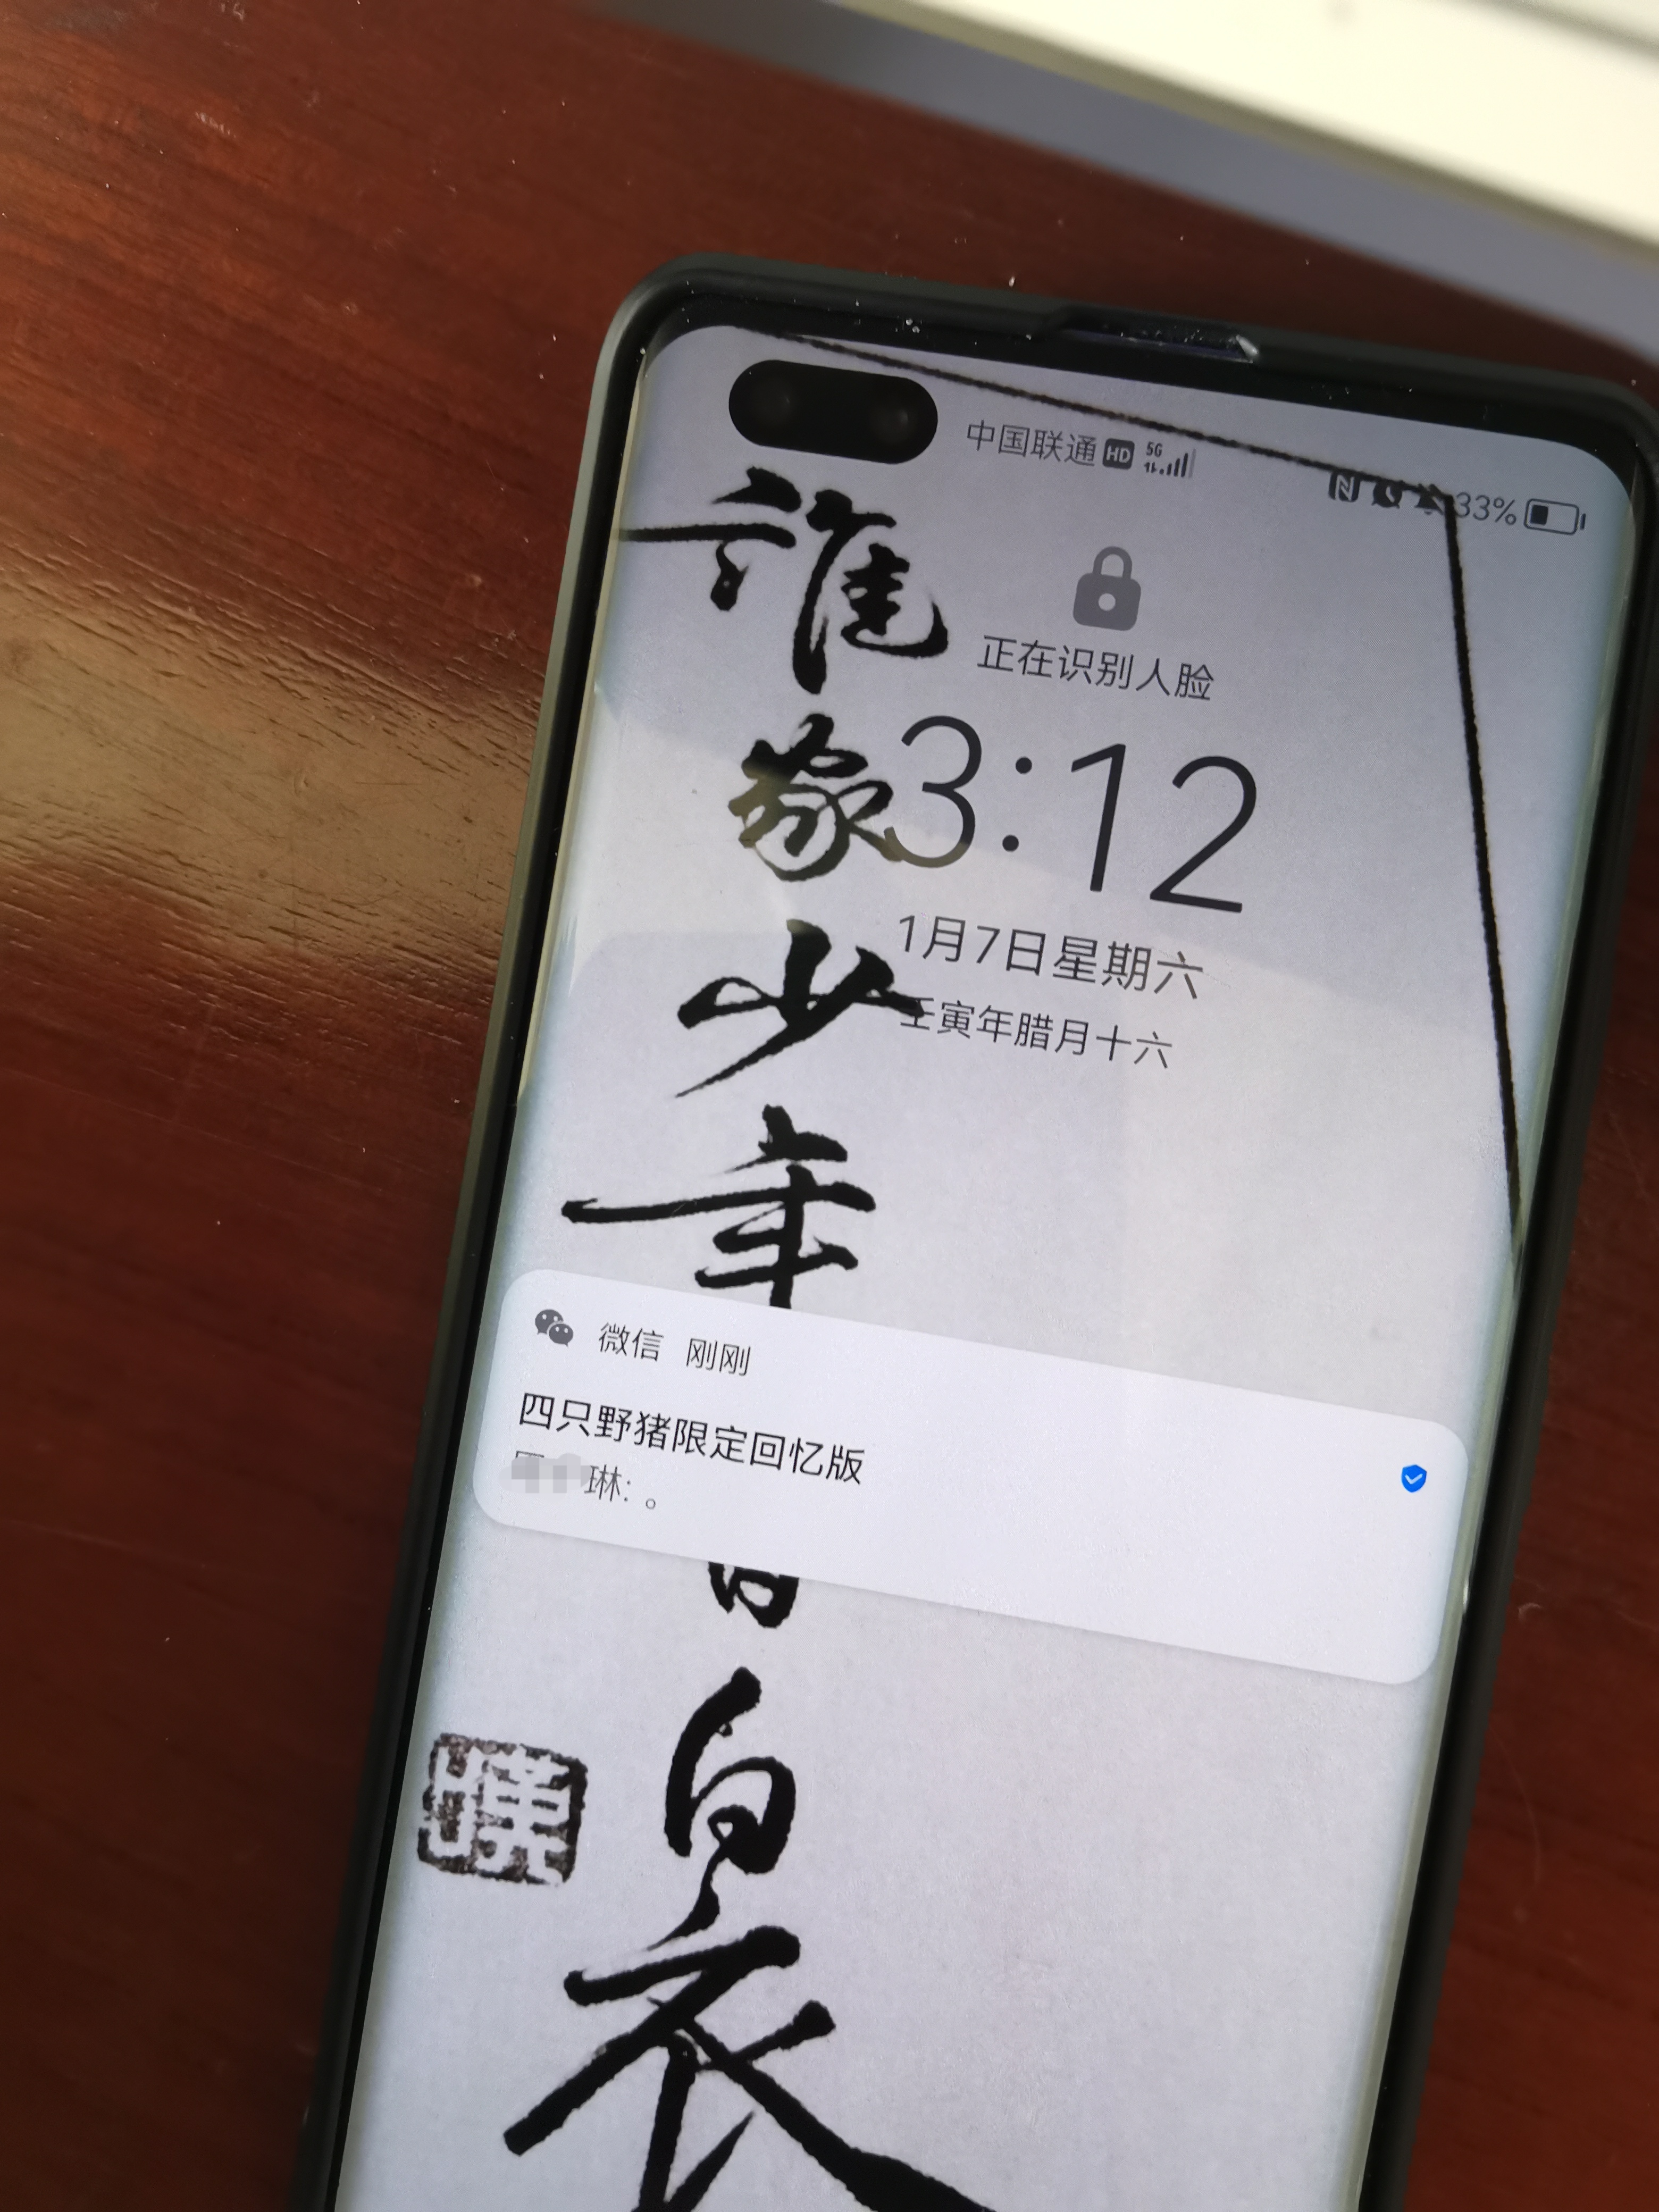 中国联通 HD 5G
33%
正在识别人脸
3:12
1月7日星期六
壬寅年腊月十六
誰
家
少
年
微信 刚刚
四只野猪限定回忆版
琳: 。
白
衣